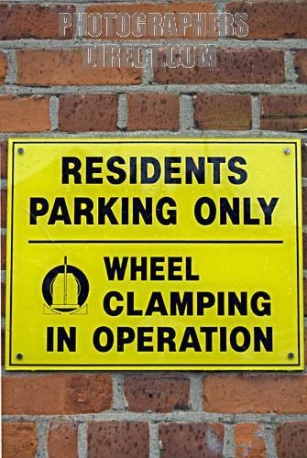 PHOTOGRAPHERS
DIRECT.COM
RESIDENTS
PARKING ONLY
WHEEL
CLAMPING
IN OPERATION